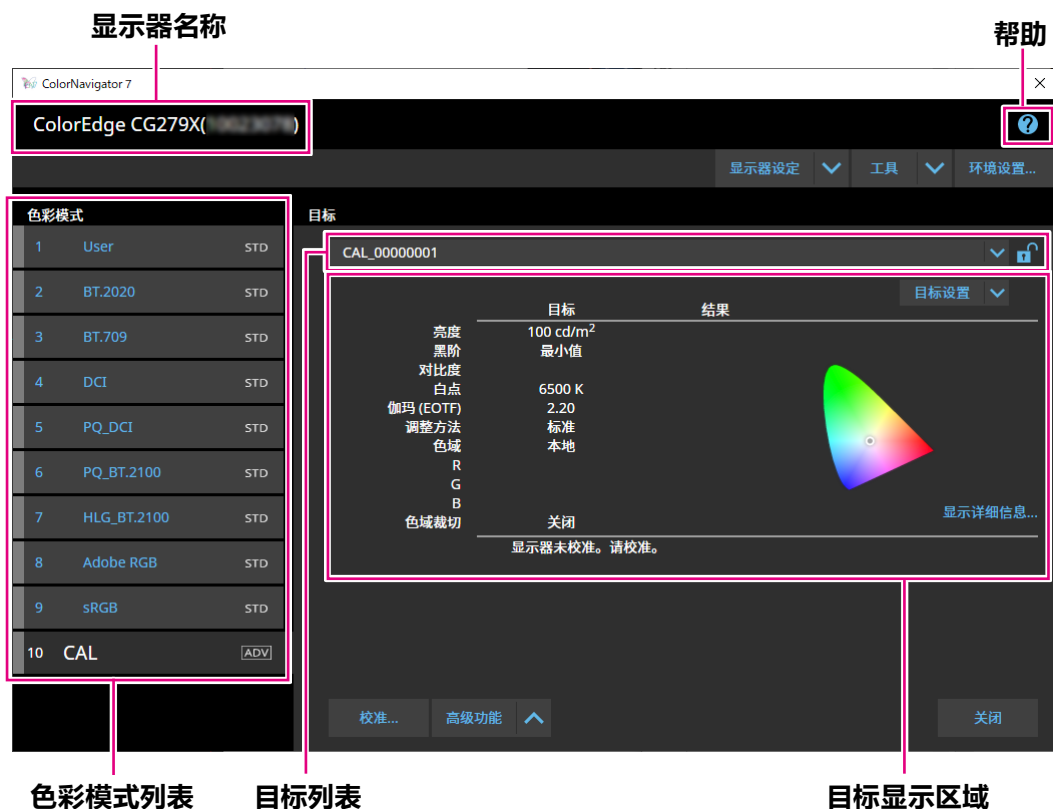 显示器名称
帮助
ColorNavigator 7
ColorEdge CG279X( )
显示器设定 工具 环境设置...
色彩模式
1 User STD
2 BT.2020 STD
3 BT.709 STD
4 DCI STD
5 PQ_DCI STD
6 PQ_BT.2100 STD
7 HLG_BT.2100 STD
8 Adobe RGB STD
9 sRGB STD
10 CAL ADV
目标
CAL_00000001
目标设置
目标 结果
亮度 100 cd/m²
黑阶 最小值
对比度
白点 6500 K
伽玛 (EOTF) 2.20
调整方法 标准
色域 本地
R
G
B
色域裁切 关闭
显示详细信息...
显示器未校准。请校准。
校准... 高级功能 关闭
色彩模式列表 目标列表 目标显示区域